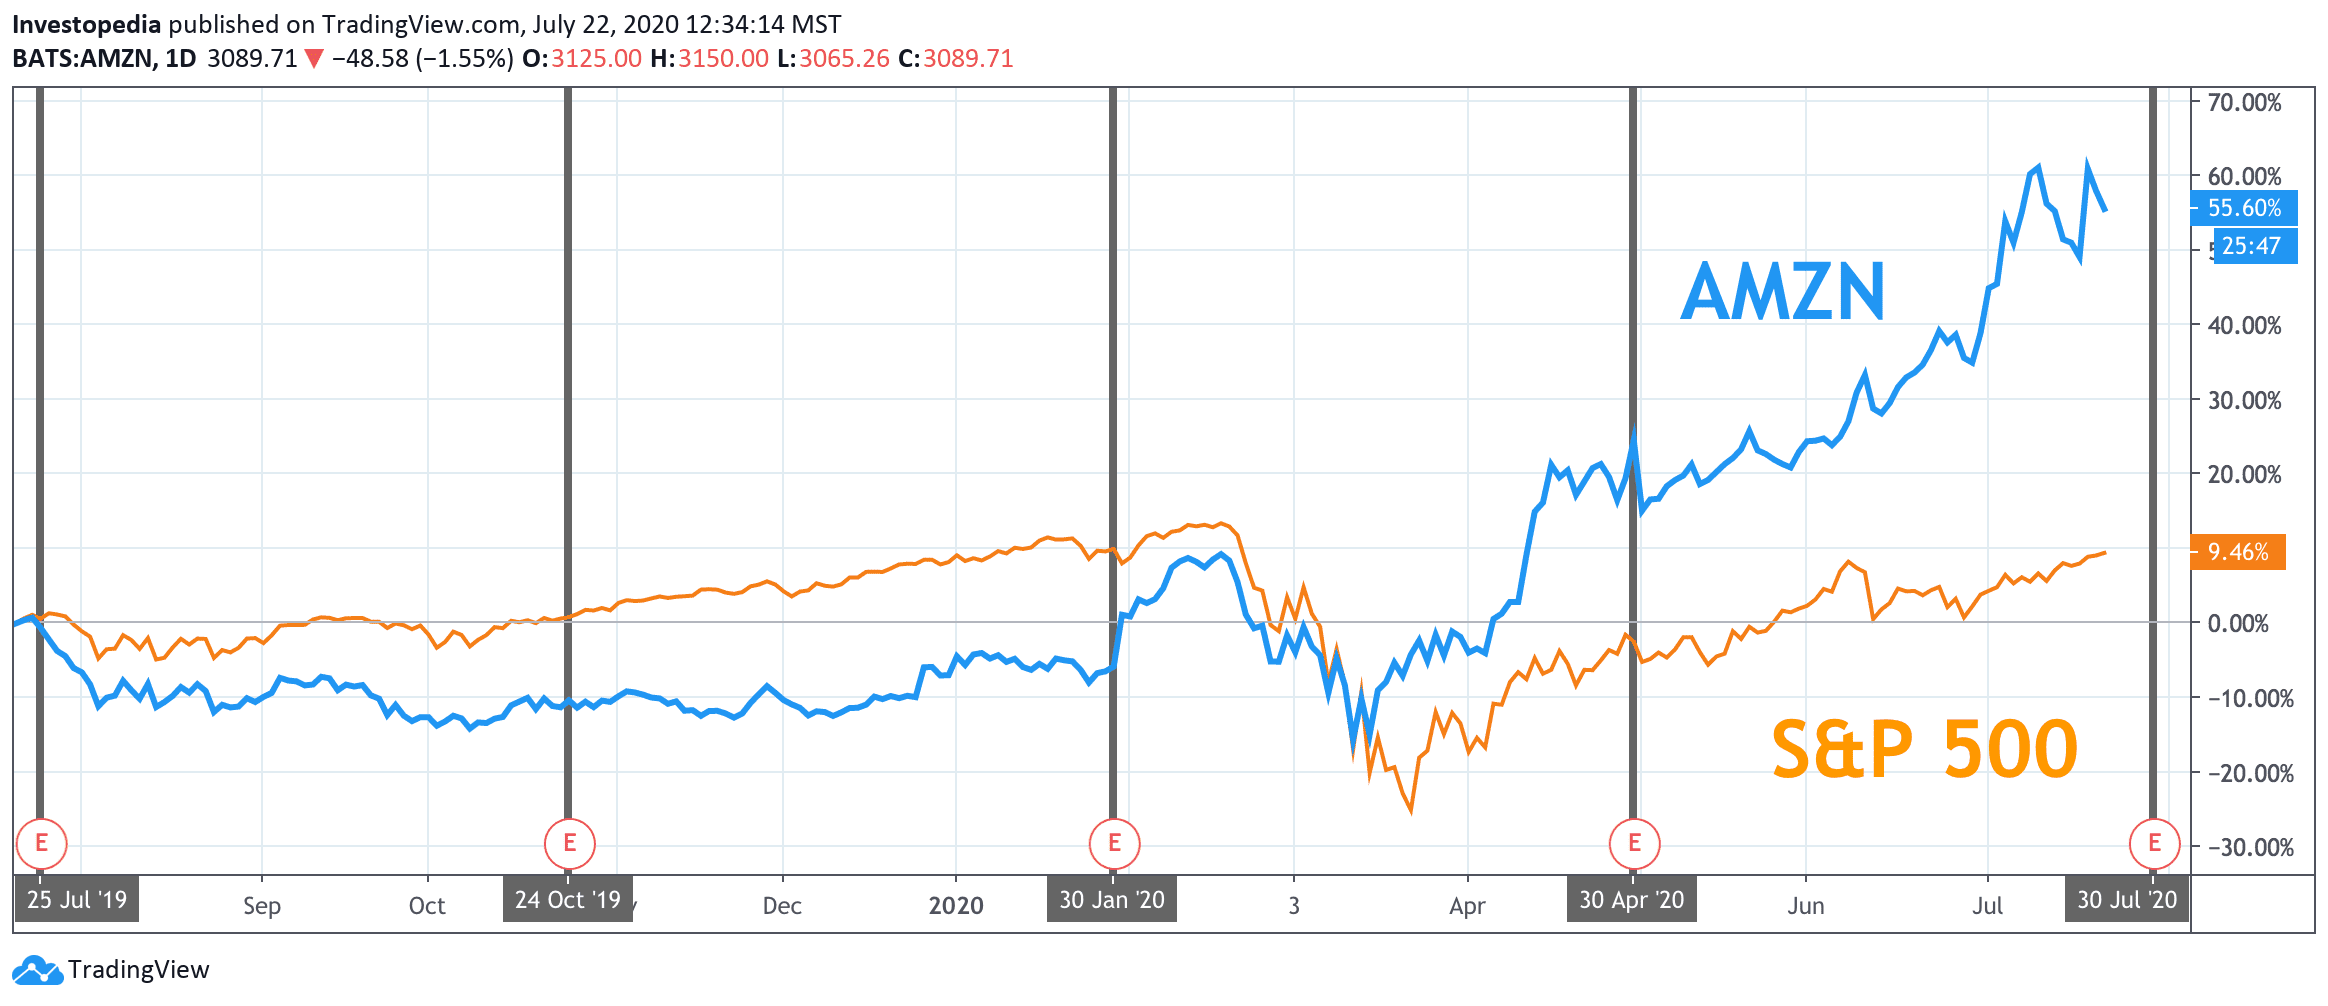 Investopedia published on TradingView.com, July 22, 2020 12:34:14 MST
BATS:AMZN, 1D 3089.71 ▼ −48.58 (−1.55%) O:3125.00 H:3150.00 L:3065.26 C:3089.71
70.00%
60.00%
55.60%
25:47
AMZN
40.00%
30.00%
20.00%
9.46%
0.00%
−10.00%
S&P 500
−20.00%
E E E E E
−30.00%
25 Jul '19 Sep Oct 24 Oct '19 Dec 2020 30 Jan '20 3 Apr 30 Apr '20 Jun Jul 30 Jul '20
TradingView